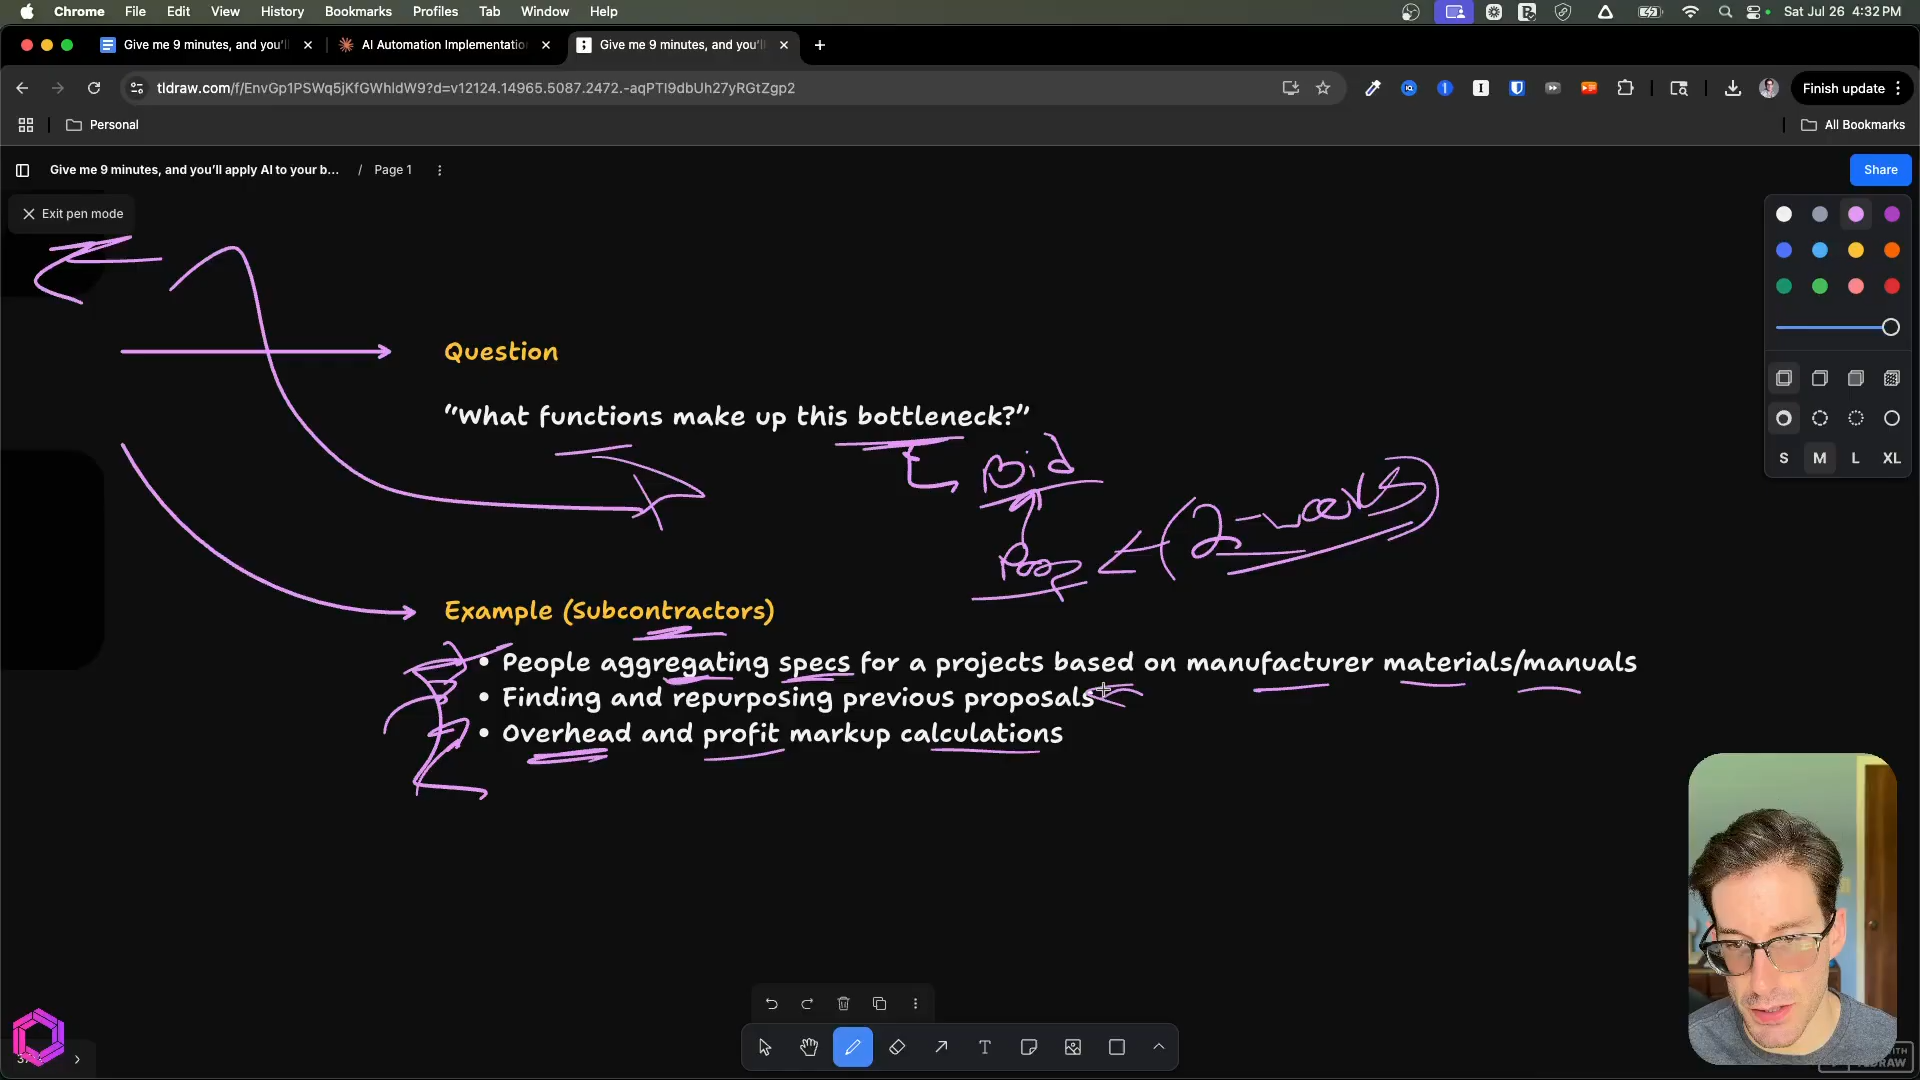 Chrome File Edit View History Bookmarks Profiles Tab Window Help Sat Jul 26 4:32 PM
Give me 9 minutes, and you'l AI Automation Implementatio Give me 9 minutes, and you'l
tldraw.com/f/EnvGp1PSWq5jKfGWhldW9?d=v12124.14965.5087.2472.-aqPTI9dbUh27yRGtZgp2 Finish update
Personal All Bookmarks
Give me 9 minutes, and you'll apply AI to your b... / Page 1 Share
Exit pen mode
Question
"What functions make up this bottleneck?"
Bid
2-weeks
Prop
Example (Subcontractors)
• People aggregating specs for a projects based on manufacturer materials/manuals
• Finding and repurposing previous proposals
• Overhead and profit markup calculations
S M L XL